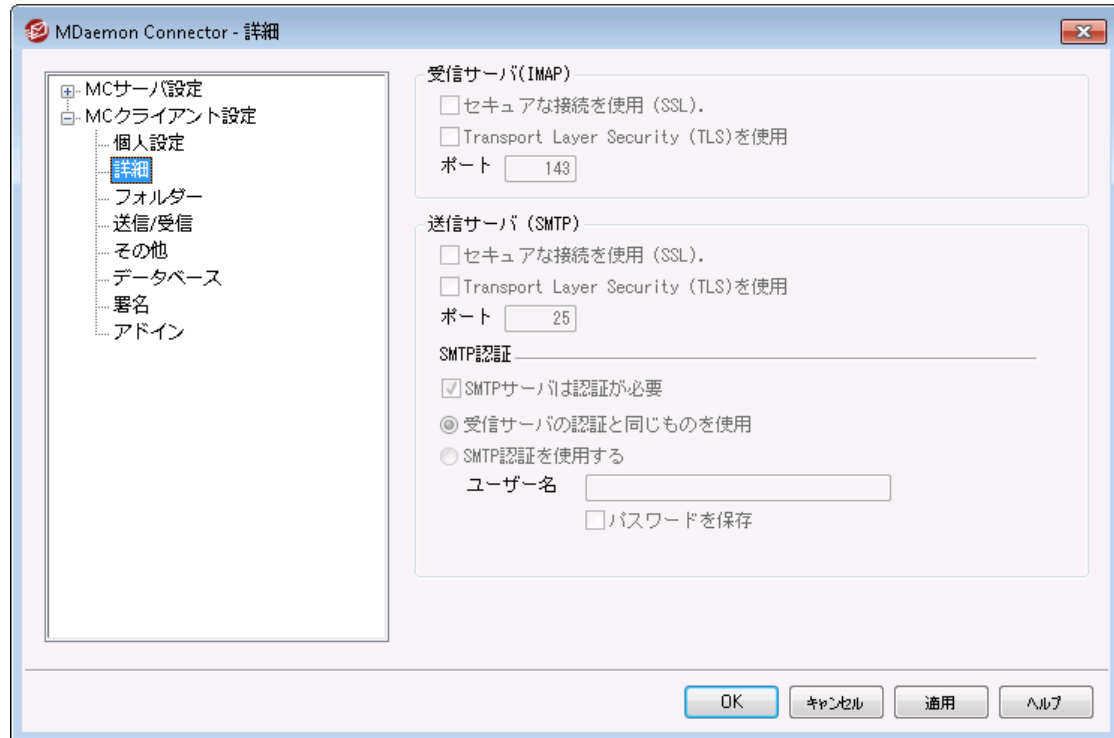 MDaemon Connector - 詳細
MCサーバ設定
MCクライアント設定
個人設定
詳細
フォルダー
送信/受信
その他
データベース
署名
アドイン
受信サーバ(IMAP)
セキュアな接続を使用 (SSL).
Transport Layer Security (TLS)を使用
ポート 143
送信サーバ (SMTP)
セキュアな接続を使用 (SSL).
Transport Layer Security (TLS)を使用
ポート 25
SMTP認証
SMTPサーバは認証が必要
受信サーバの認証と同じものを使用
SMTP認証を使用する
ユーザー名
パスワードを保存
OK キャンセル 適用 ヘルプ